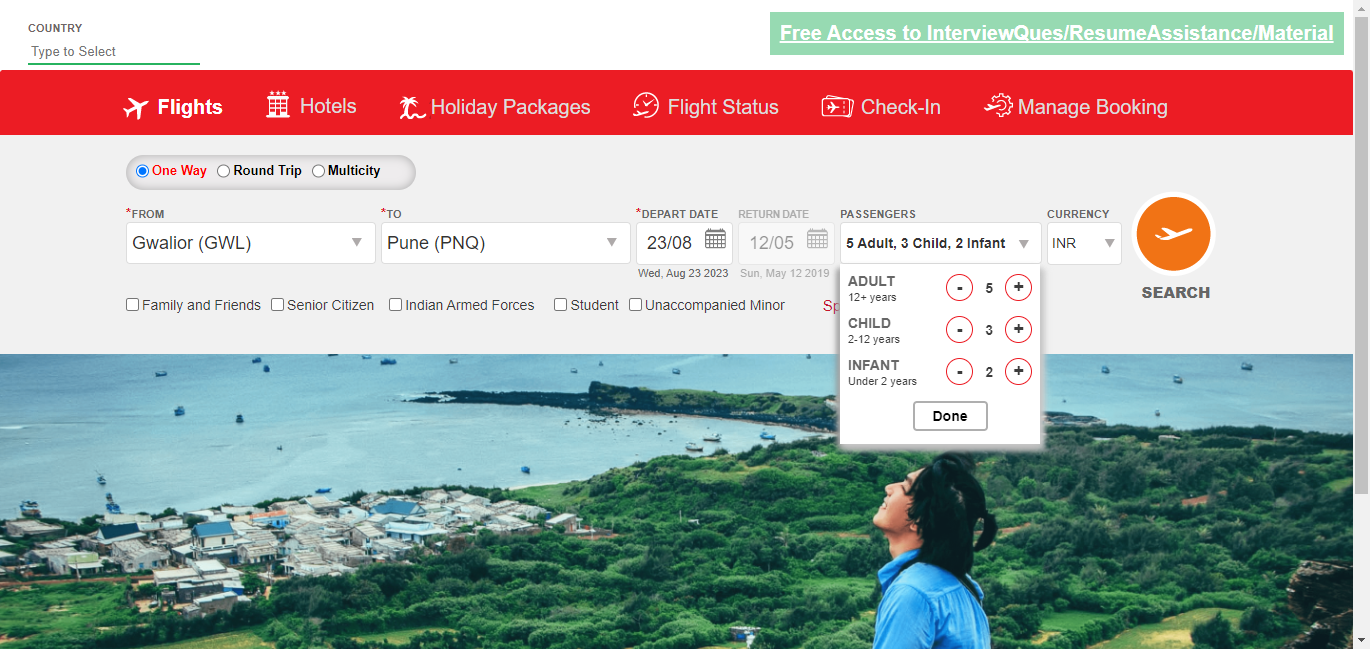 COUNTRY
Type to Select
Free Access to InterviewQues/ResumeAssistance/Material
Flights Hotels Holiday Packages Flight Status Check-In Manage Booking
One Way Round Trip Multicity
*FROM *TO *DEPART DATE RETURN DATE PASSENGERS CURRENCY
Gwalior (GWL) Pune (PNQ) 23/08 12/05 5 Adult, 3 Child, 2 Infant INR
Wed, Aug 23 2023 Sun, May 12 2019
SEARCH
Family and Friends Senior Citizen Indian Armed Forces Student Unaccompanied Minor
ADULT - 5 +
12+ years
CHILD - 3 +
2-12 years
INFANT - 2 +
Under 2 years
Done